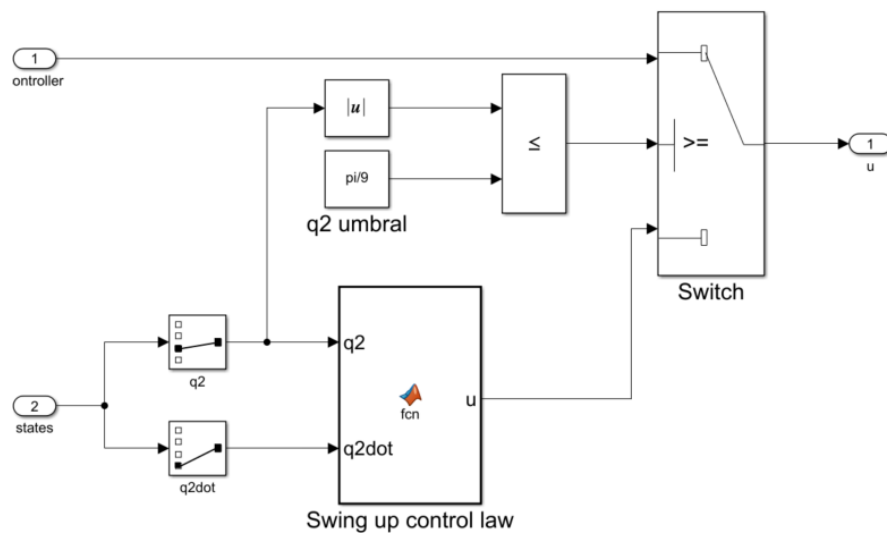 1
ontroller
|u|
pi/9
q2 umbral
≤
>=
Switch
1
u
q2
q2
fcn
u
2
states
q2dot
q2dot
Swing up control law